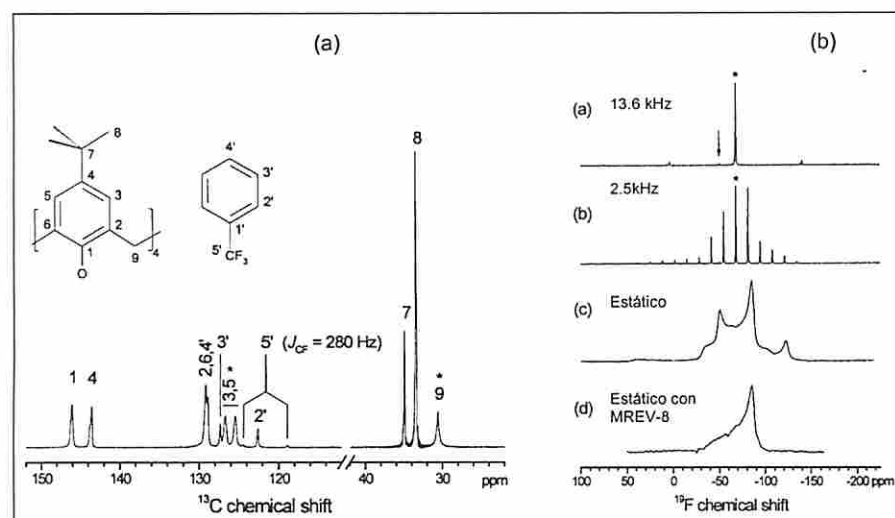 (a)
8
7
4
5
3
6
2
1
9
4
O
4'
3'
2'
1'
5'
CF₃
1
4
2,6,4'
3'
3,5 *
5' (J_CF = 280 Hz)
2'
7
8
*
9
150 140 130 120 40 30 ppm
¹³C chemical shift
(b)
(a) 13.6 kHz
*
(b) 2.5kHz
*
(c) Estático
(d) Estático con
MREV-8
100 50 0 -50 -100 -150 -200 ppm
¹⁹F chemical shift